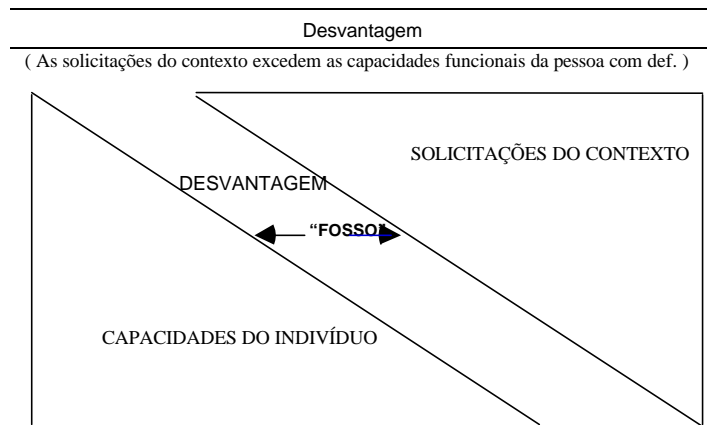 Desvantagem
( As solicitações do contexto excedem as capacidades funcionais da pessoa com def. )
SOLICITAÇÕES DO CONTEXTO
DESVANTAGEM
“FOSSO”
CAPACIDADES DO INDIVÍDUO